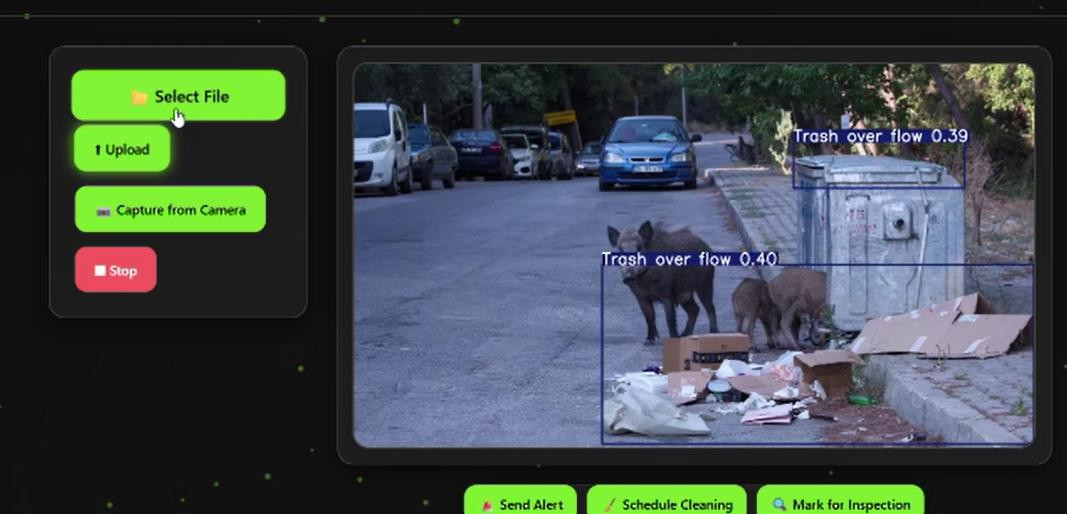 Select File
Upload
Capture from Camera
Stop
Trash over flow 0.39
Trash over flow 0.40
Send Alert
Schedule Cleaning
Mark for Inspection